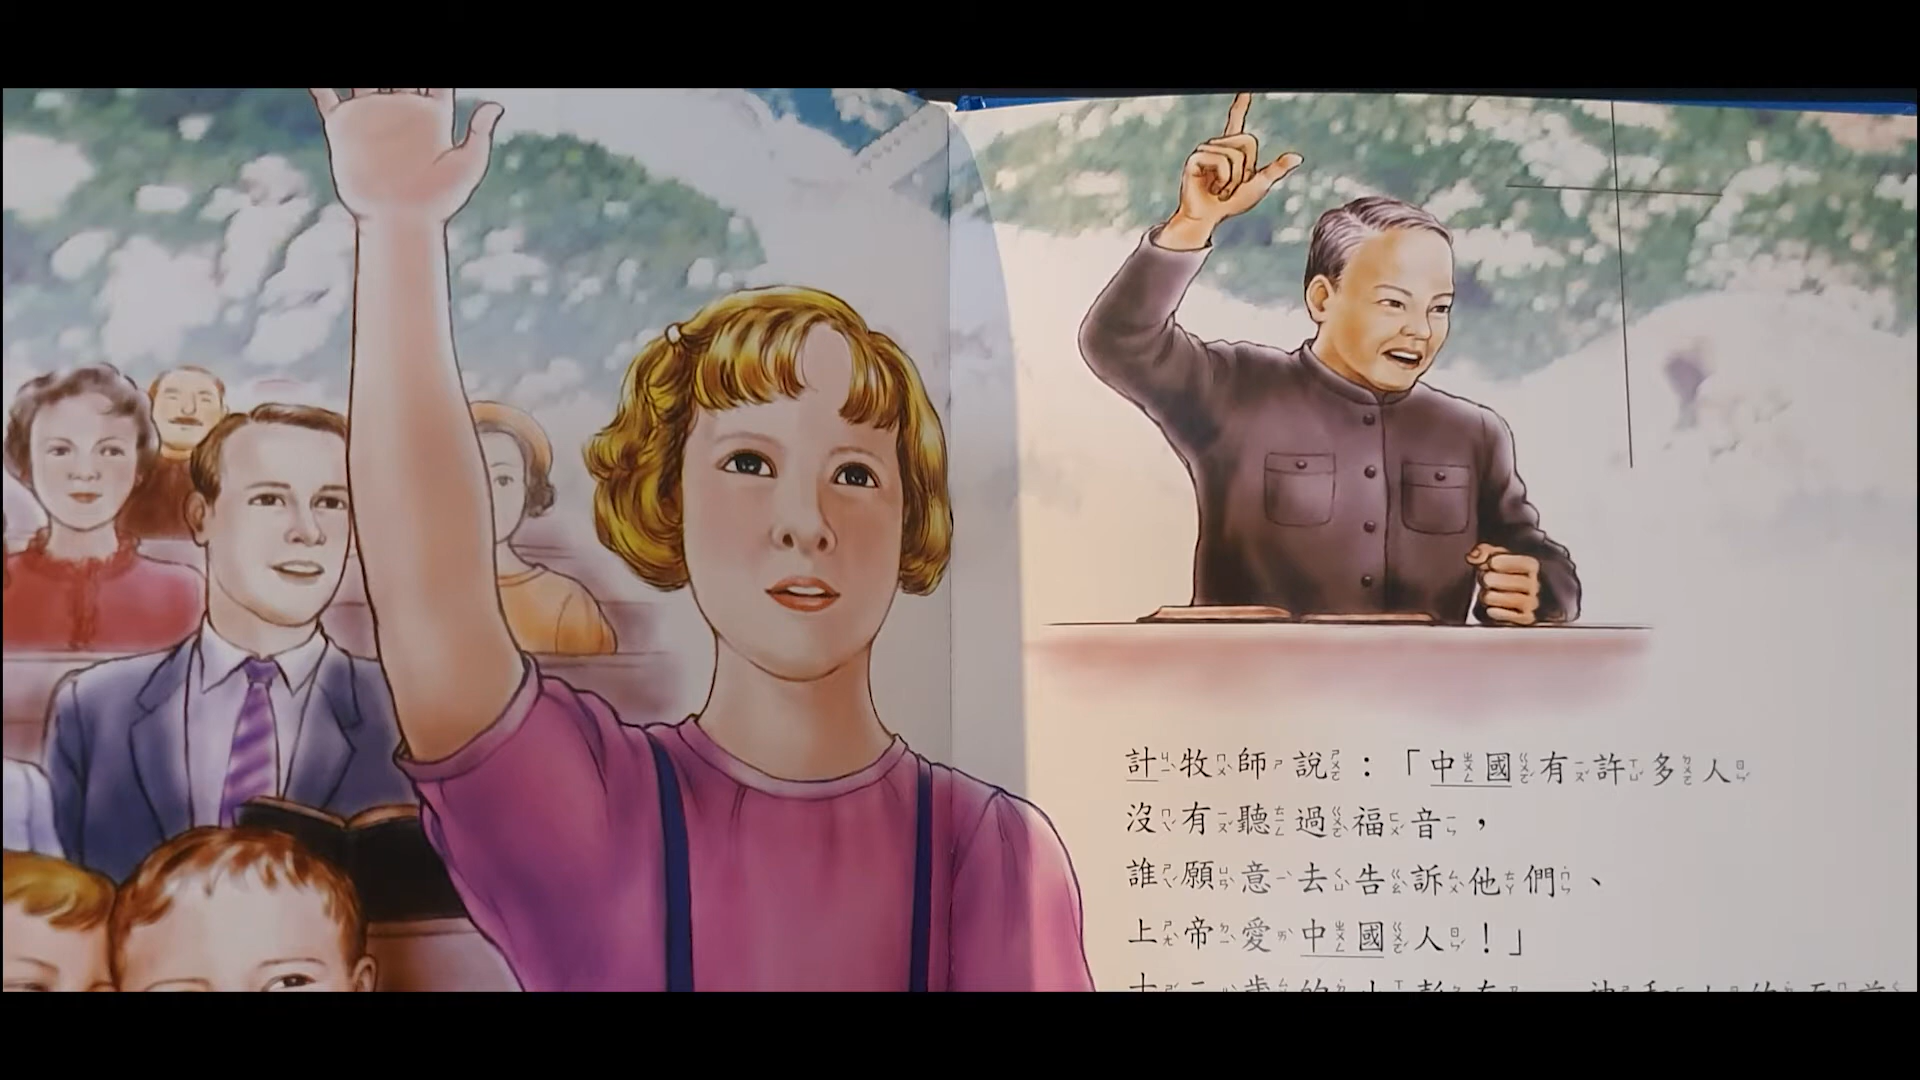 計牧師說：「中國有許多人
沒有聽過福音，
誰願意去告訴他們、
上帝愛中國人！」